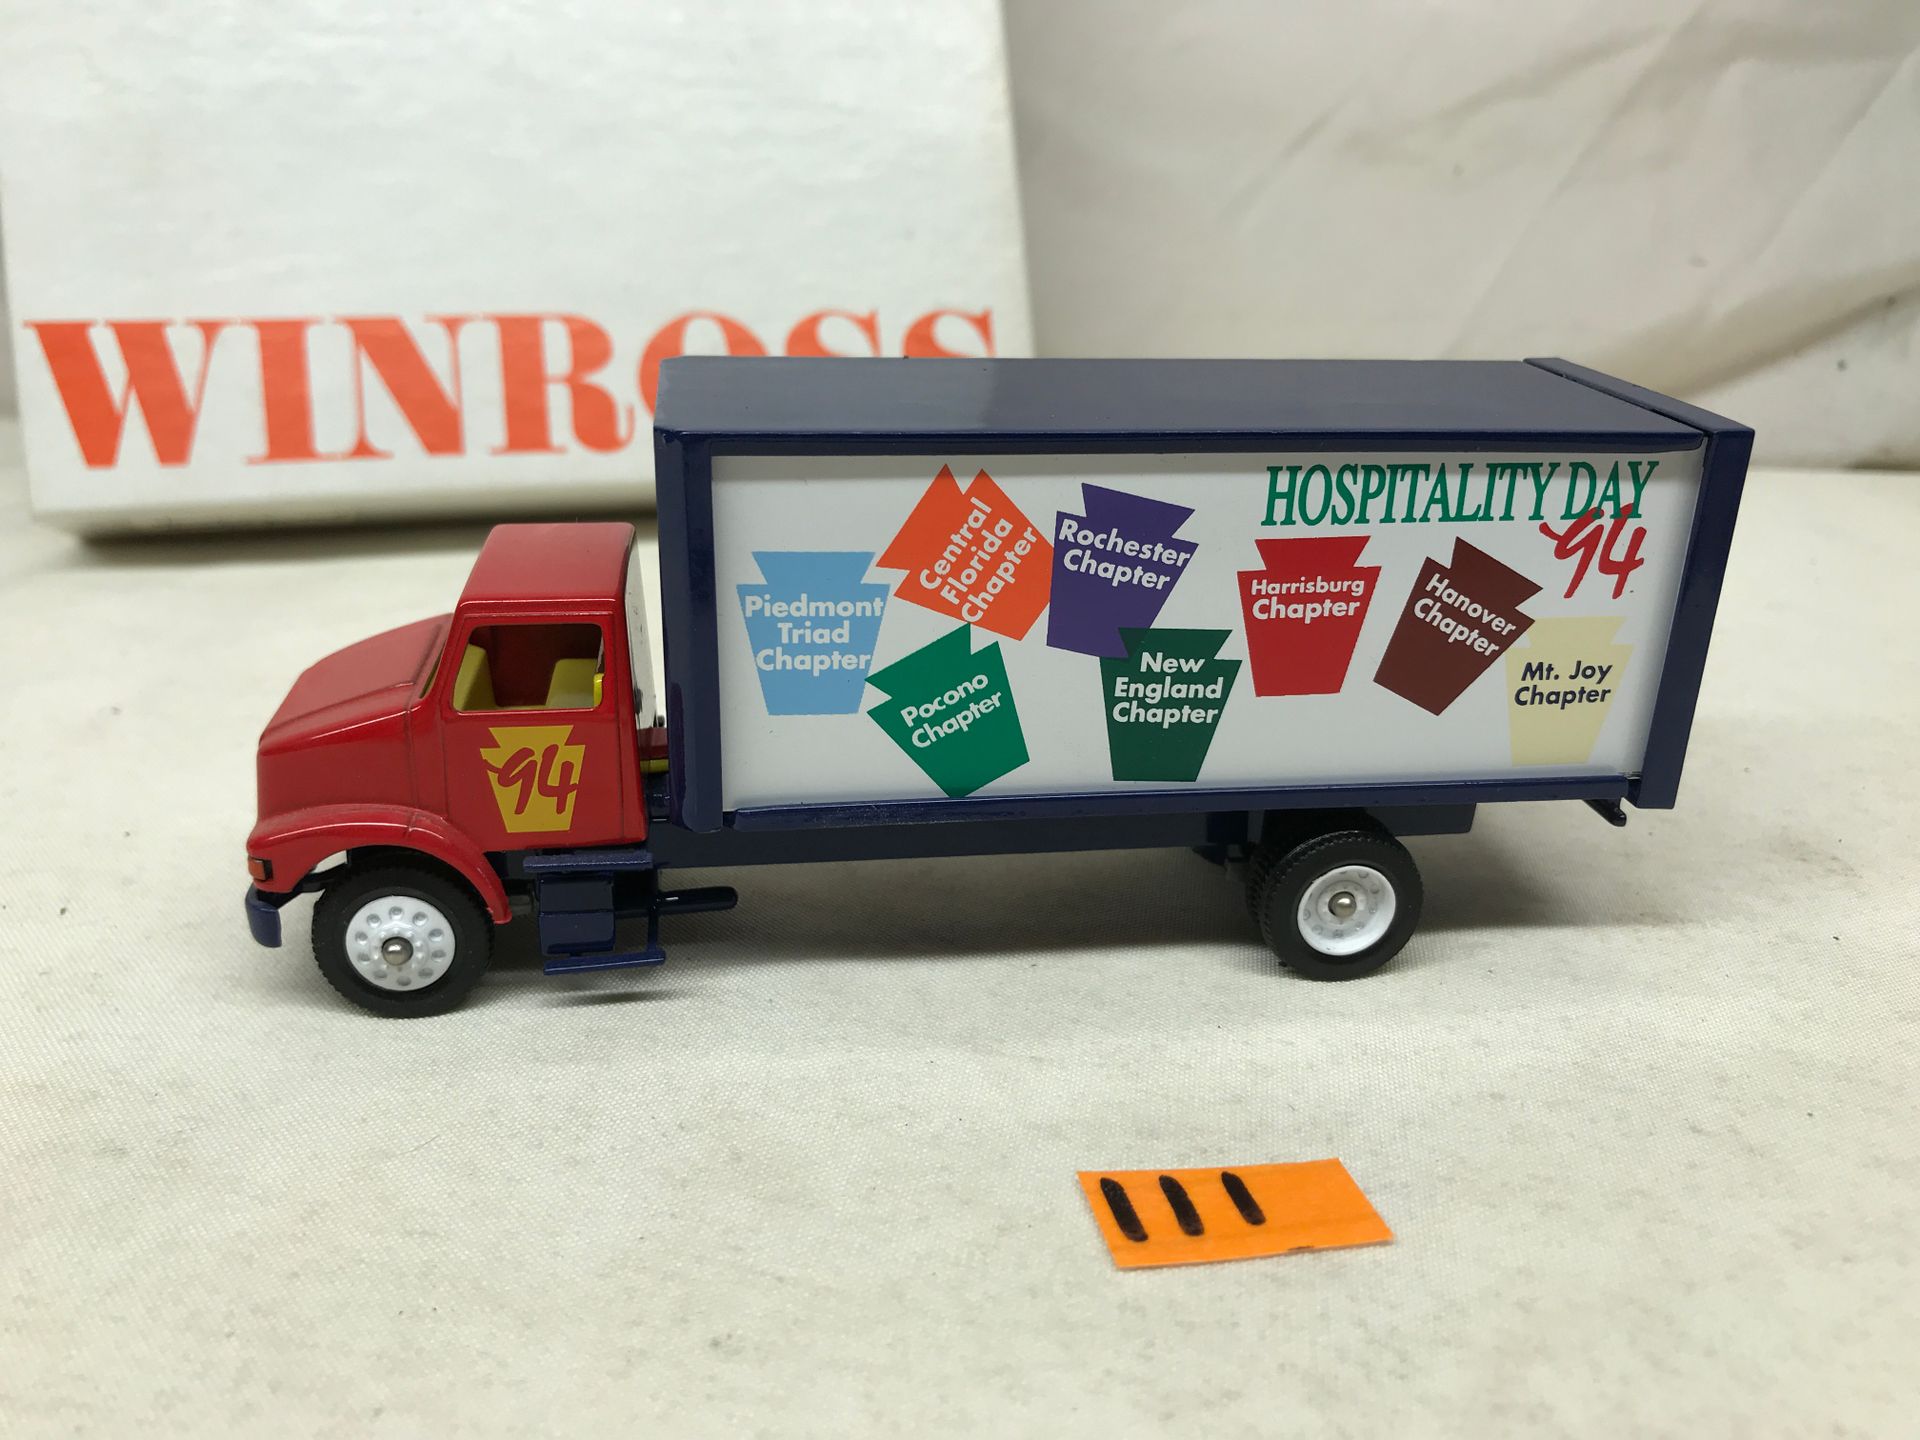 WINROSS
HOSPITALITY DAY
'94
Piedmont
Triad
Chapter
Central
Florida
Chapter
Rochester
Chapter
Pocono
Chapter
New
England
Chapter
Harrisburg
Chapter
Hanover
Chapter
Mt. Joy
Chapter
'94
111